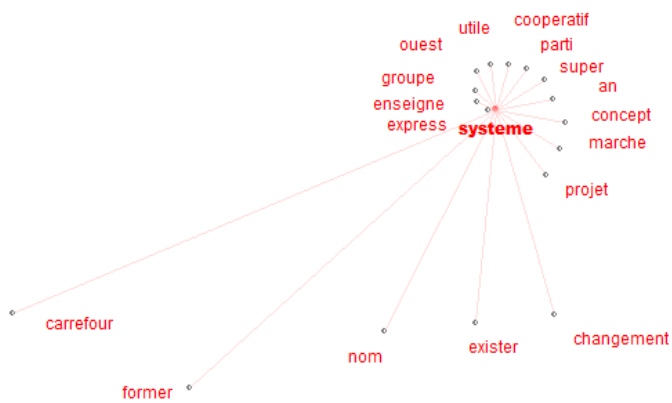 cooperatif
utile
ouest
parti
super
groupe
an
enseigne
concept
express
systeme
marche
projet
carrefour
changement
exister
nom
former